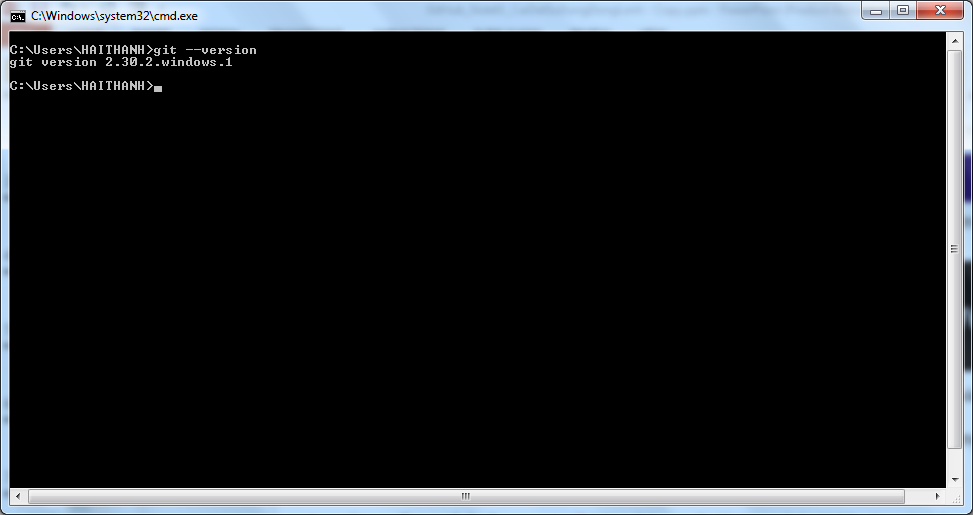 C:\Windows\system32\cmd.exe
C:\Users\HAITHANH>git --version
git version 2.30.2.windows.1
C:\Users\HAITHANH>